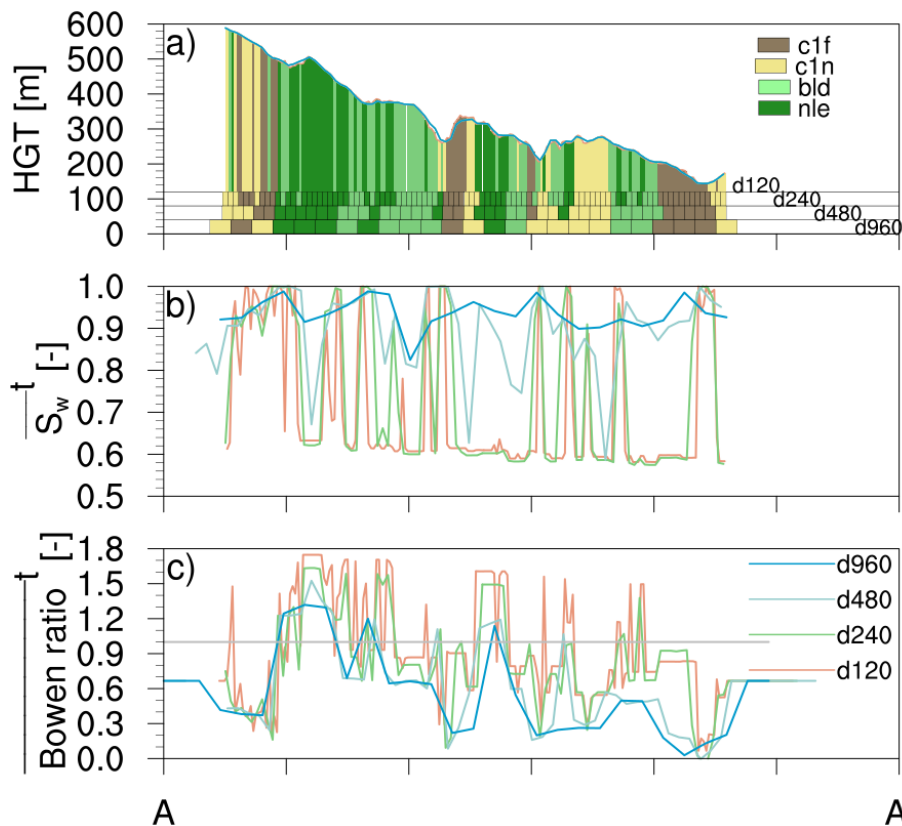 a)
HGT [m]
600
500
400
300
200
100
0
c1f
c1n
bld
nle
d120
d240
d480
d960
b)
S_w^t [-]
1.0
0.9
0.8
0.7
0.6
0.5
c)
Bowen ratio^t [-]
1.8
1.5
1.2
0.9
0.6
0.3
0.0
d960
d480
d240
d120
A
A